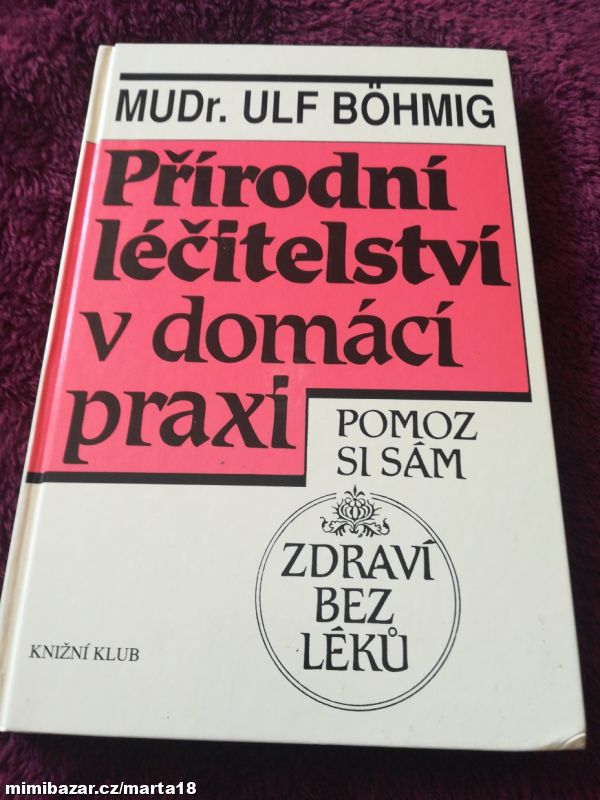 MUDr. ULF BÖHMIG
Přírodní
léčitelství
v domácí
praxi
POMOZ
SI SÁM
ZDRAVÍ
BEZ
LÉKŮ
KNIŽNÍ KLUB
mimibazar.cz/marta18